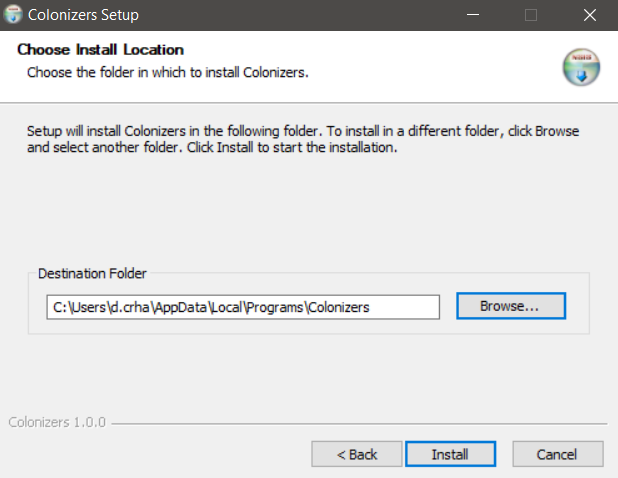 Colonizers Setup
Choose Install Location
Choose the folder in which to install Colonizers.
Setup will install Colonizers in the following folder. To install in a different folder, click Browse
and select another folder. Click Install to start the installation.
Destination Folder
C:\Users\d.crha\AppData\Local\Programs\Colonizers
Browse...
Colonizers 1.0.0
< Back
Install
Cancel